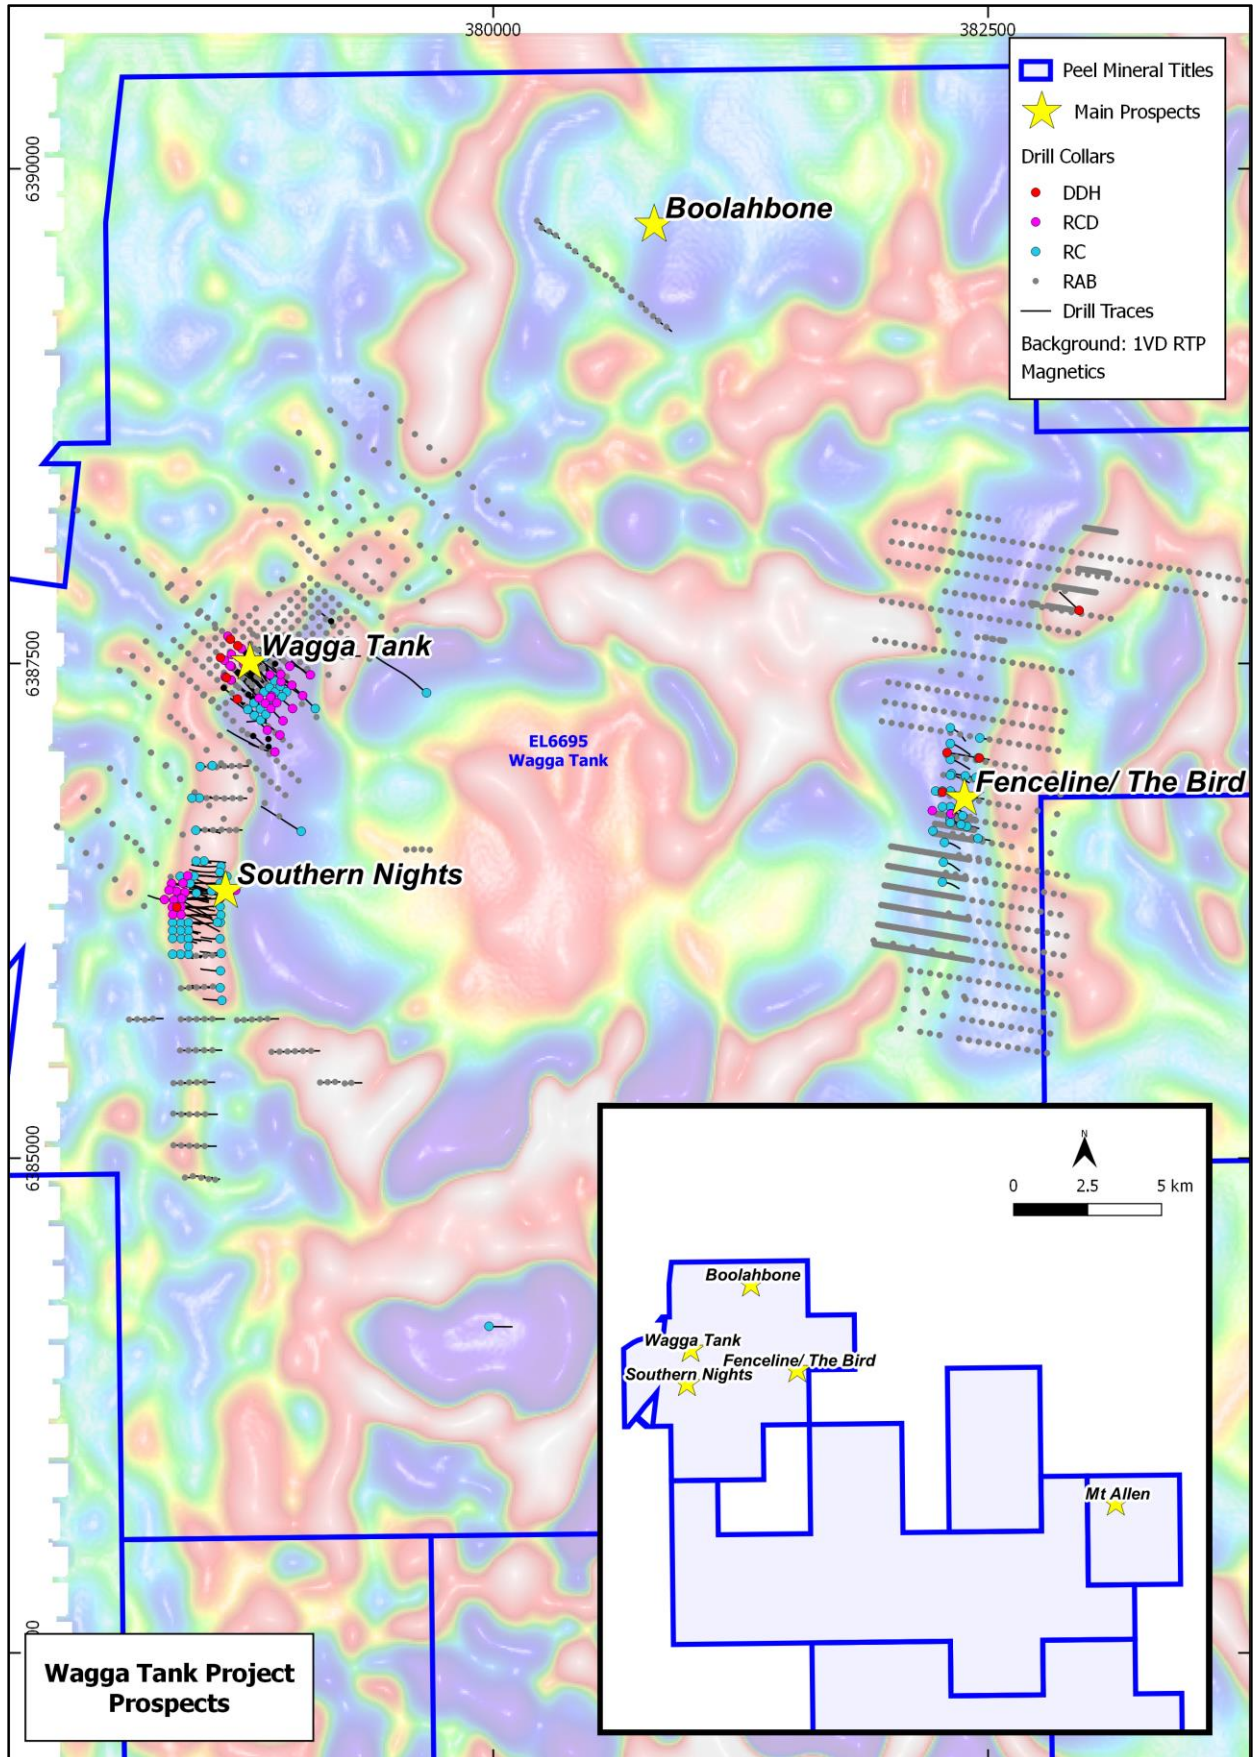 380000
382500
Peel Mineral Titles
Main Prospects
Drill Collars
DDH
RCD
RC
RAB
Drill Traces
Background: 1VD RTP
Magnetics
6390000
Boolahbone
6387500
Wagga Tank
EL6695
Wagga Tank
Fenceline/ The Bird
Southern Nights
6385000
N
0 2.5 5 km
Boolahbone
Wagga Tank
Fenceline/ The Bird
Southern Nights
Mt Allen
Wagga Tank Project
Prospects